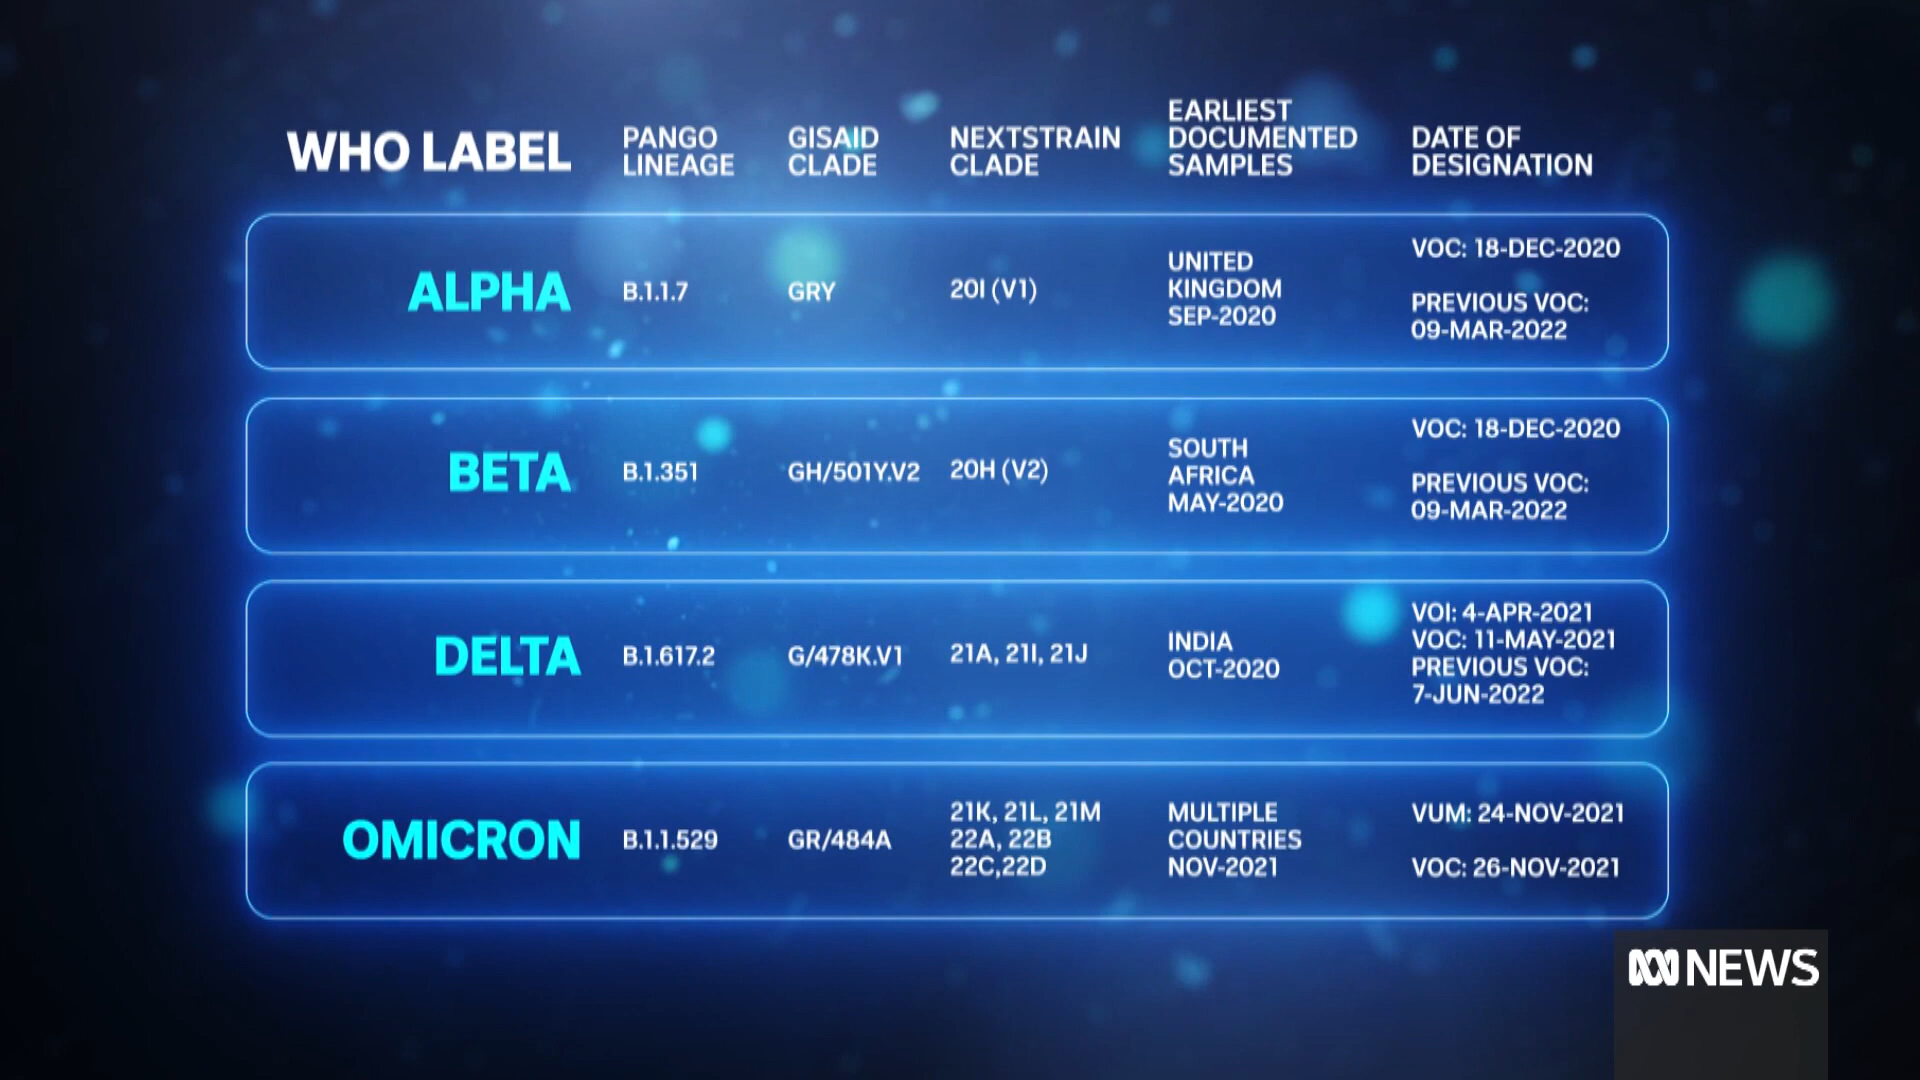 WHO LABEL
PANGO
LINEAGE
GISAID
CLADE
NEXTSTRAIN
CLADE
EARLIEST
DOCUMENTED
SAMPLES
DATE OF
DESIGNATION
ALPHA
B.1.1.7
GRY
20I (V1)
UNITED
KINGDOM
SEP-2020
VOC: 18-DEC-2020
PREVIOUS VOC:
09-MAR-2022
BETA
B.1.351
GH/501Y.V2
20H (V2)
SOUTH
AFRICA
MAY-2020
VOC: 18-DEC-2020
PREVIOUS VOC:
09-MAR-2022
DELTA
B.1.617.2
G/478K.V1
21A, 21I, 21J
INDIA
OCT-2020
VOI: 4-APR-2021
VOC: 11-MAY-2021
PREVIOUS VOC:
7-JUN-2022
OMICRON
B.1.1.529
GR/484A
21K, 21L, 21M
22A, 22B
22C,22D
MULTIPLE
COUNTRIES
NOV-2021
VUM: 24-NOV-2021
VOC: 26-NOV-2021
NEWS